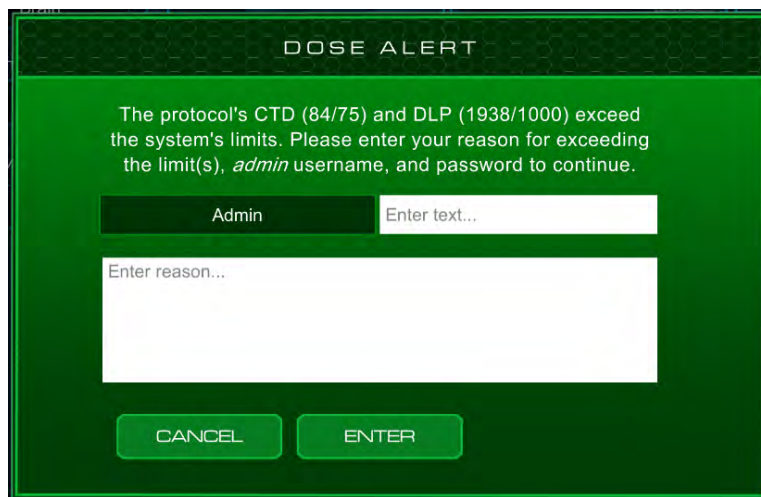 Brain
DOSE ALERT
The protocol's CTD (84/75) and DLP (1938/1000) exceed
the system's limits. Please enter your reason for exceeding
the limit(s), admin username, and password to continue.
Admin
Enter text...
Enter reason...
CANCEL
ENTER